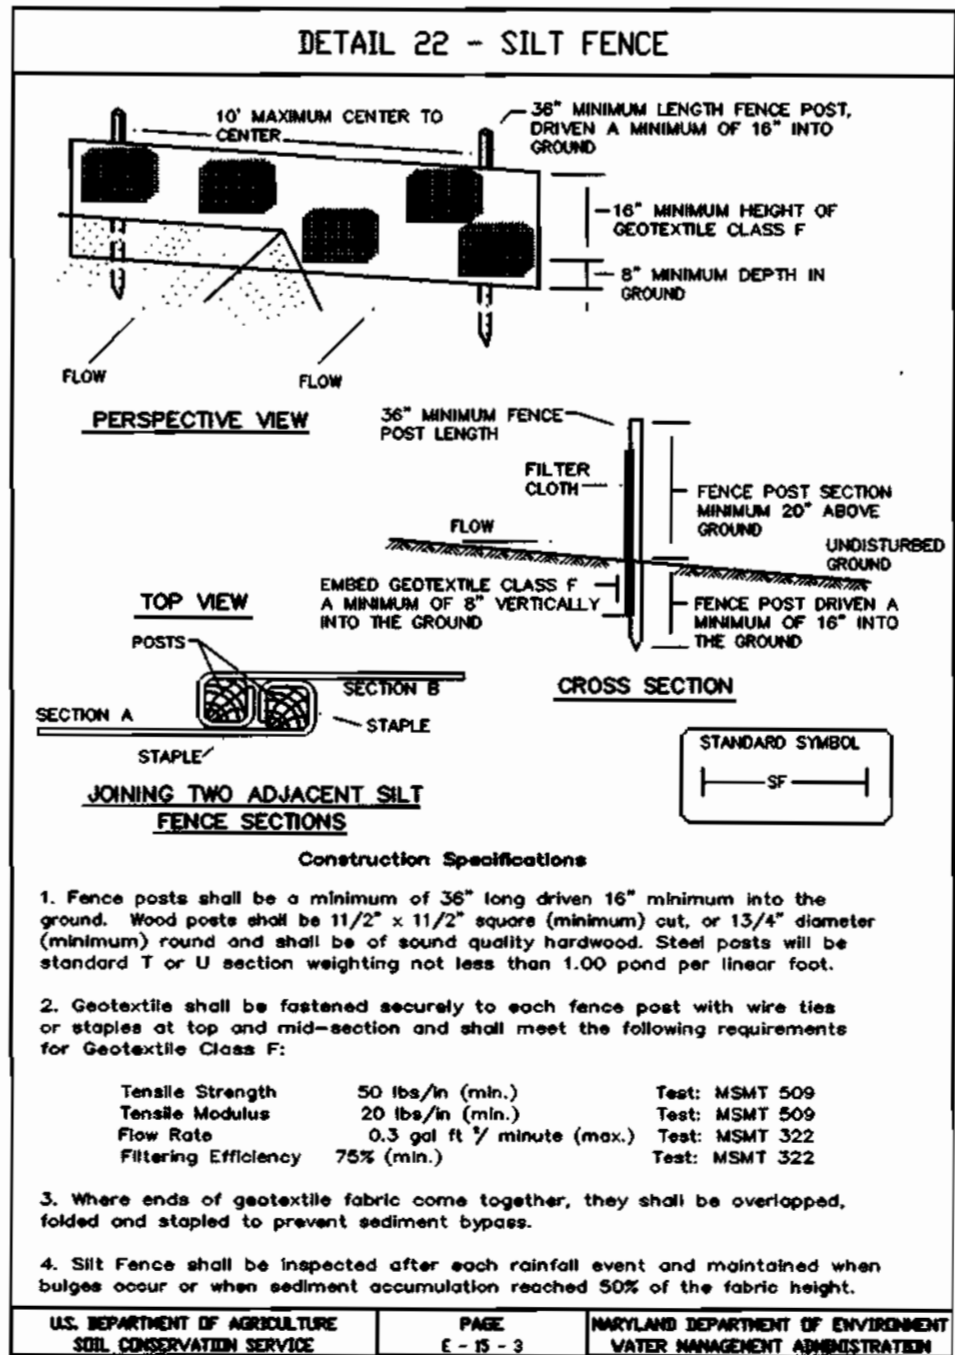 DETAIL 22 - SILT FENCE
10' MAXIMUM CENTER TO
CENTER
36" MINIMUM LENGTH FENCE POST,
DRIVEN A MINIMUM OF 16" INTO
GROUND
16" MINIMUM HEIGHT OF
GEOTEXTILE CLASS F
8" MINIMUM DEPTH IN
GROUND
FLOW
FLOW
PERSPECTIVE VIEW
36" MINIMUM FENCE
POST LENGTH
FILTER
CLOTH
FENCE POST SECTION
MINIMUM 20" ABOVE
GROUND
FLOW
UNDISTURBED
GROUND
EMBED GEOTEXTILE CLASS F
A MINIMUM OF 8" VERTICALLY
INTO THE GROUND
FENCE POST DRIVEN A
MINIMUM OF 16" INTO
THE GROUND
CROSS SECTION
TOP VIEW
POSTS
SECTION B
SECTION A
STAPLE
STAPLE
JOINING TWO ADJACENT SILT
FENCE SECTIONS
STANDARD SYMBOL
SF
Construction Specifications
1. Fence posts shall be a minimum of 36" long driven 16" minimum into the
ground. Wood posts shall be 11/2" x 11/2" square (minimum) cut, or 13/4" diameter
(minimum) round and shall be of sound quality hardwood. Steel posts will be
standard T or U section weighting not less than 1.00 pond per linear foot.
2. Geotextile shall be fastened securely to each fence post with wire ties
or staples at top and mid-section and shall meet the following requirements
for Geotextile Class F:
Tensile Strength 50 lbs/in (min.) Test: MSMT 509
Tensile Modulus 20 lbs/in (min.) Test: MSMT 509
Flow Rate 0.3 gal ft ²/ minute (max.) Test: MSMT 322
Filtering Efficiency 75% (min.) Test: MSMT 322
3. Where ends of geotextile fabric come together, they shall be overlapped,
folded and stapled to prevent sediment bypass.
4. Silt Fence shall be inspected after each rainfall event and maintained when
bulges occur or when sediment accumulation reached 50% of the fabric height.
U.S. DEPARTMENT OF AGRICULTURE
SOIL CONSERVATION SERVICE
PAGE
E - 15 - 3
MARYLAND DEPARTMENT OF ENVIRONMENT
WATER MANAGEMENT ADMINISTRATION